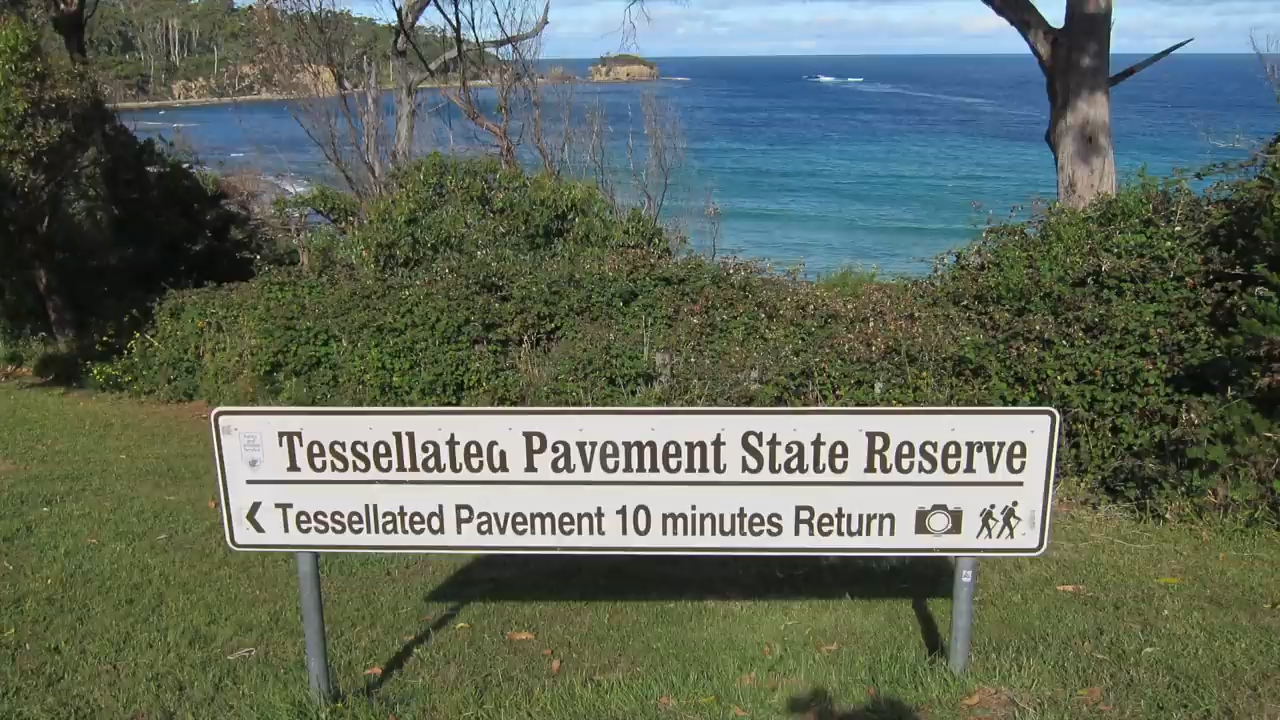 Tessellated Pavement State Reserve
Tessellated Pavement 10 minutes Return